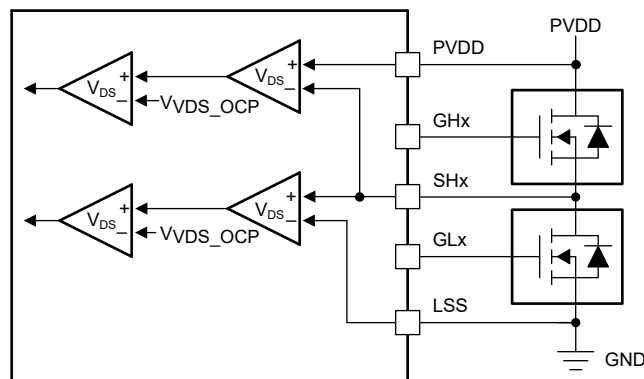 PVDD
PVDD
+
V_DS
–
+
V_DS
–
V_VDS_OCP
GHx
SHx
+
V_DS
–
+
V_DS
–
V_VDS_OCP
GLx
LSS
GND